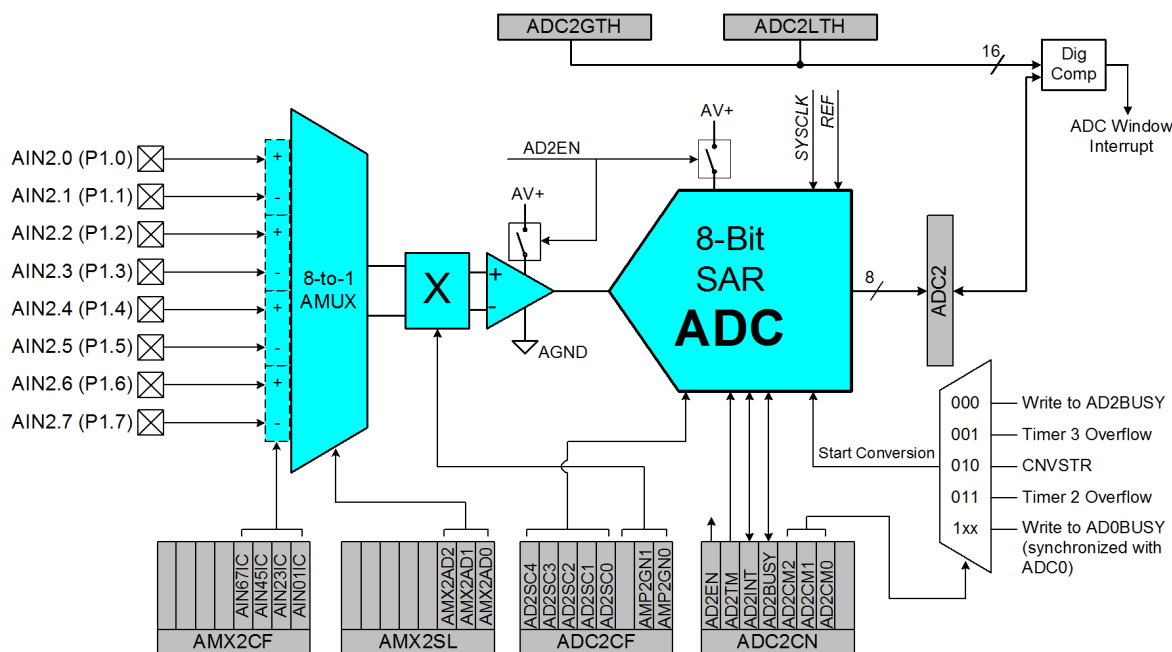 ADC2GTH
ADC2LTH
16
Dig
Comp
ADC Window
Interrupt
SYSCLK
REF
AV+
AD2EN
AV+
AIN2.0 (P1.0)
+
AIN2.1 (P1.1)
-
AIN2.2 (P1.2)
+
AIN2.3 (P1.3)
-
AIN2.4 (P1.4)
+
AIN2.5 (P1.5)
-
AIN2.6 (P1.6)
+
AIN2.7 (P1.7)
-
8-to-1
AMUX
X
+
-
AGND
8-Bit
SAR
ADC
8
ADC2
Start Conversion
000
Write to AD2BUSY
001
Timer 3 Overflow
010
CNVSTR
011
Timer 2 Overflow
1xx
Write to AD0BUSY
(synchronized with
ADC0)
AIN67IC
AIN45IC
AIN23IC
AIN01IC
AMX2CF
AMX2AD2
AMX2AD1
AMX2AD0
AMX2SL
AD2SC4
AD2SC3
AD2SC2
AD2SC1
AD2SC0
AMP2GN1
AMP2GN0
ADC2CF
AD2EN
AD2TM
AD2INT
AD2BUSY
AD2CM2
AD2CM1
AD2CM0
ADC2CN